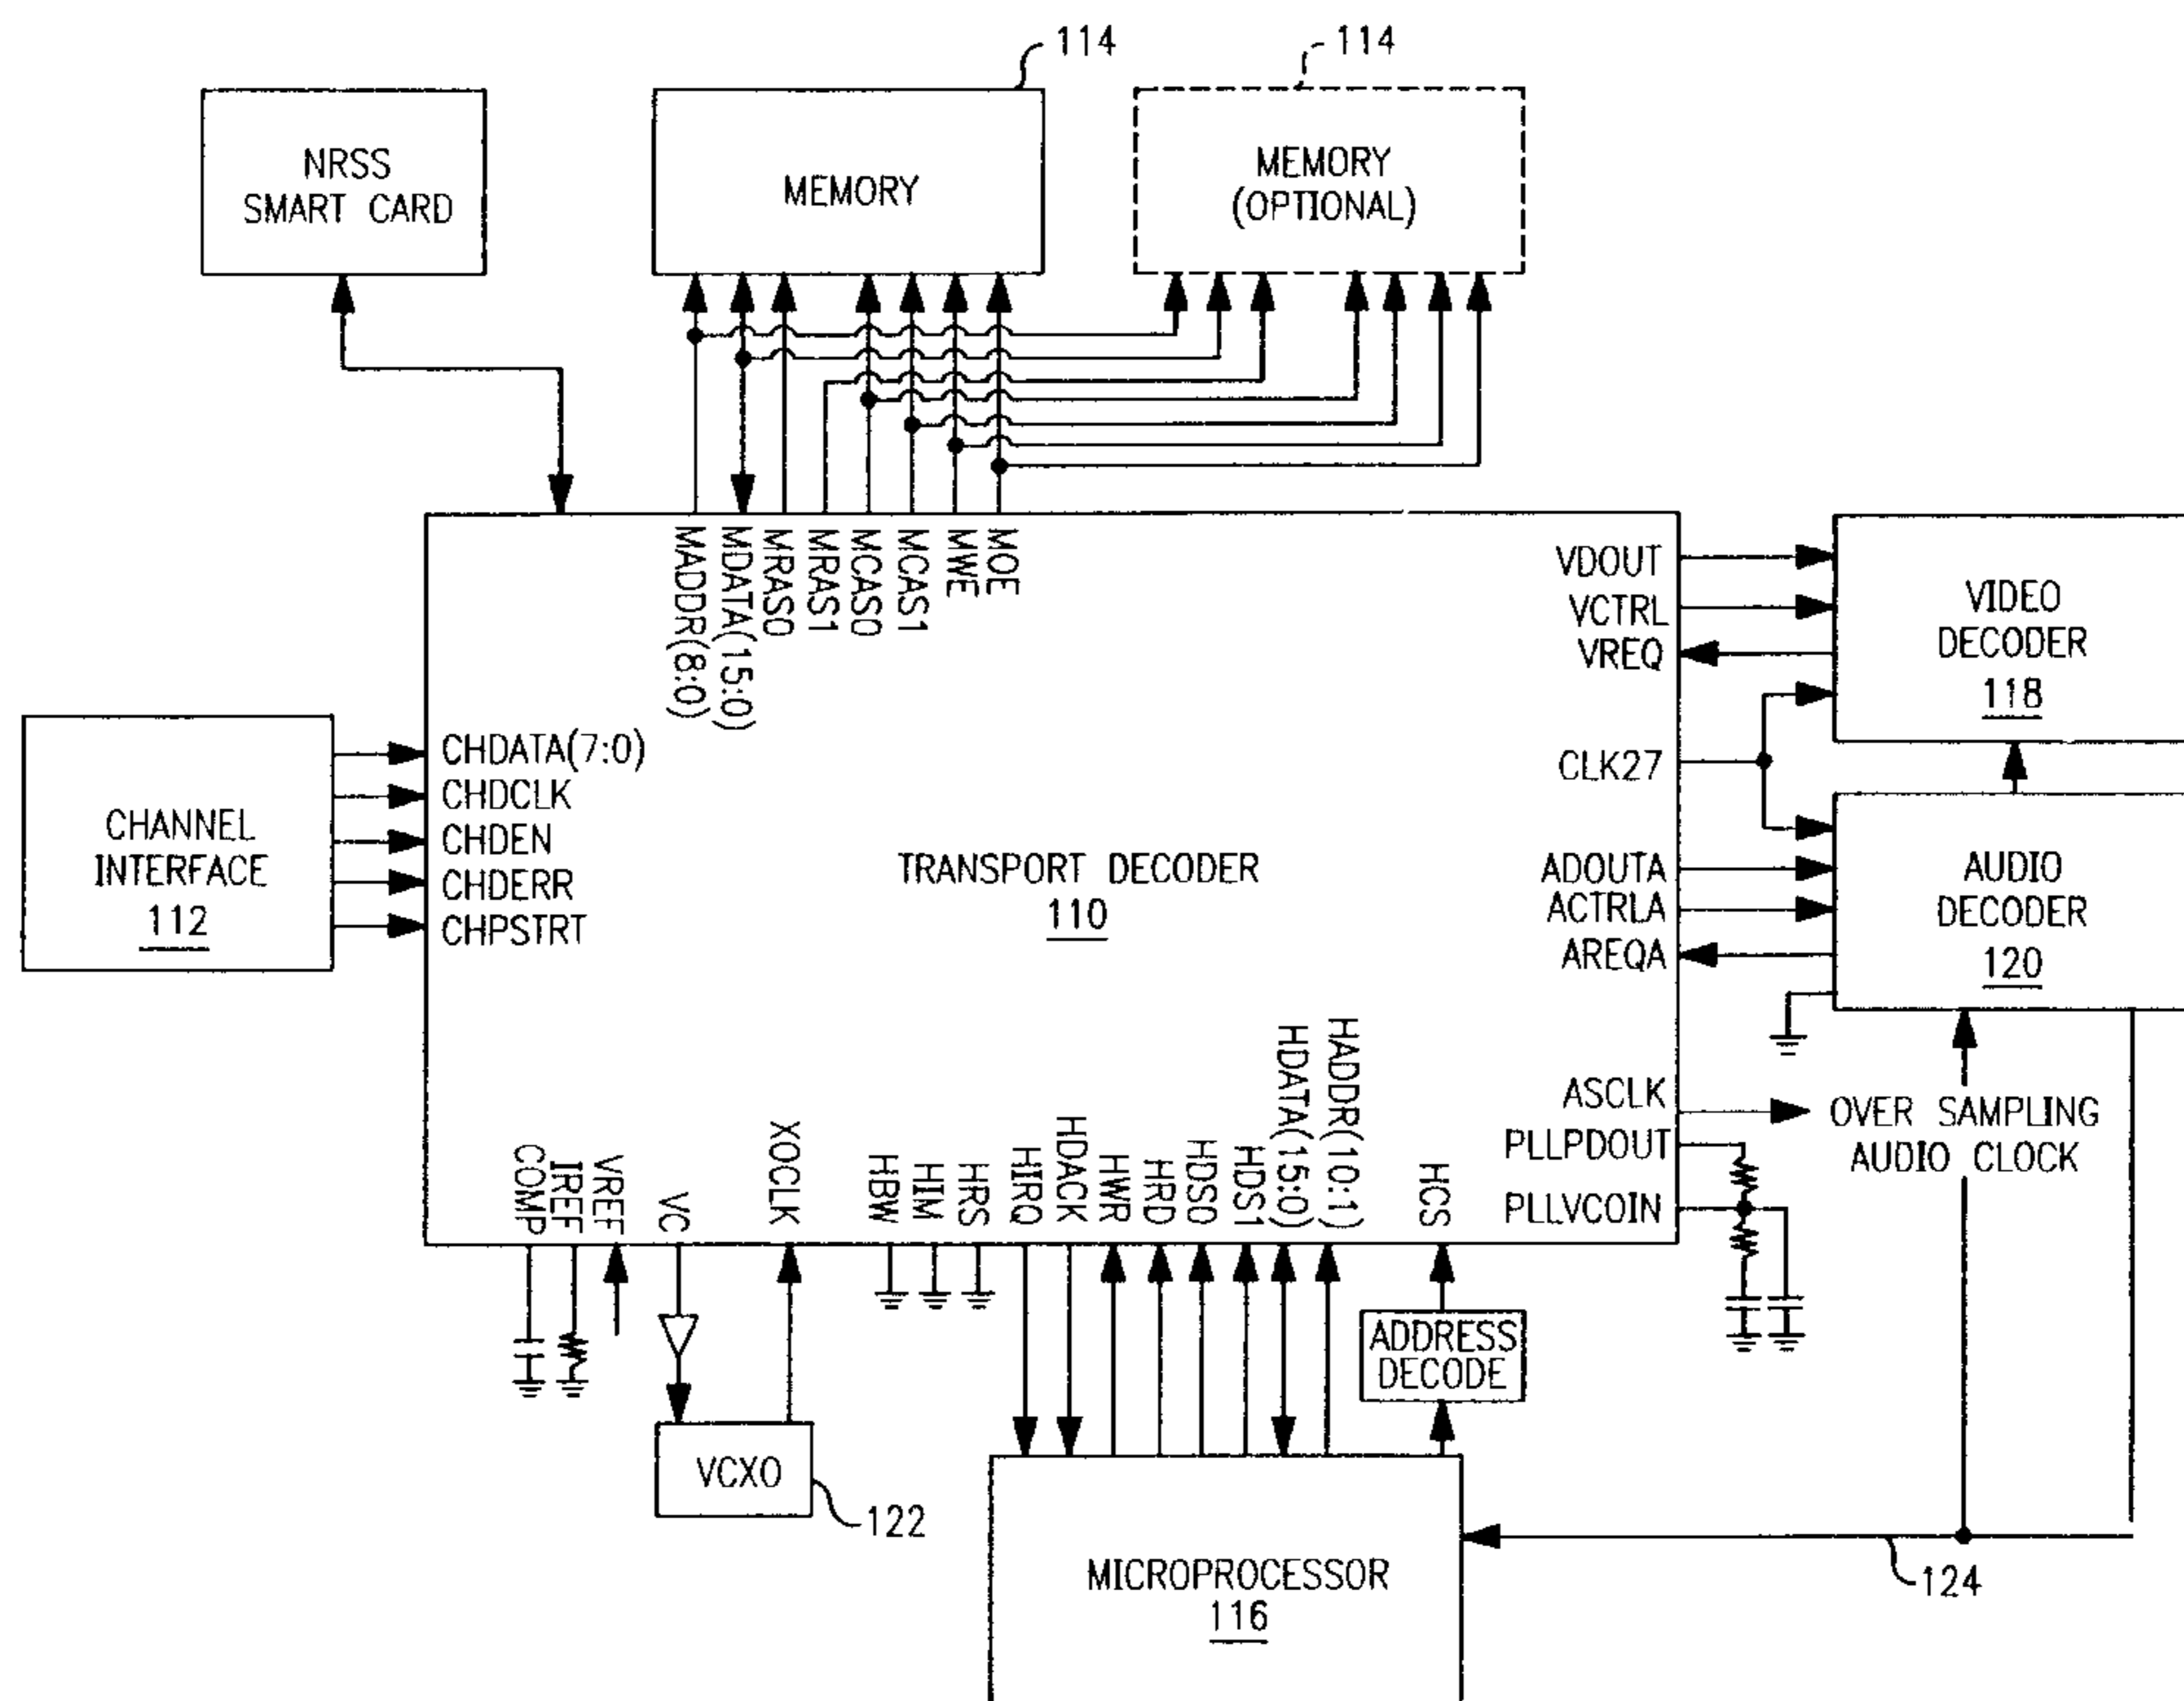 114
114
NRSS
SMART CARD
MEMORY
MEMORY
(OPTIONAL)
MADDR(8:0)
MDATA(15:0)
MRAS0
MRAS1
MCAS0
MCAS1
MWE
MOE
VDOUT
VCTRL
VREQ
CLK27
VIDEO
DECODER
118
CHANNEL
INTERFACE
112
CHDATA(7:0)
CHDCLK
CHDEN
CHDERR
CHPSTRT
TRANSPORT DECODER
110
ADOUTA
ACTRLA
AREQA
AUDIO
DECODER
120
ASCLK
PLLPDOUT
PLLVCOIN
OVER SAMPLING
AUDIO CLOCK
COMP
IREF
VREF
VC
XOCLK
HBW
HIM
HRS
HIRQ
HDACK
HWR
HRD
HDS0
HDS1
HDATA(15:0)
HADDR(10:1)
HCS
ADDRESS
DECODE
VCXO
122
MICROPROCESSOR
116
124